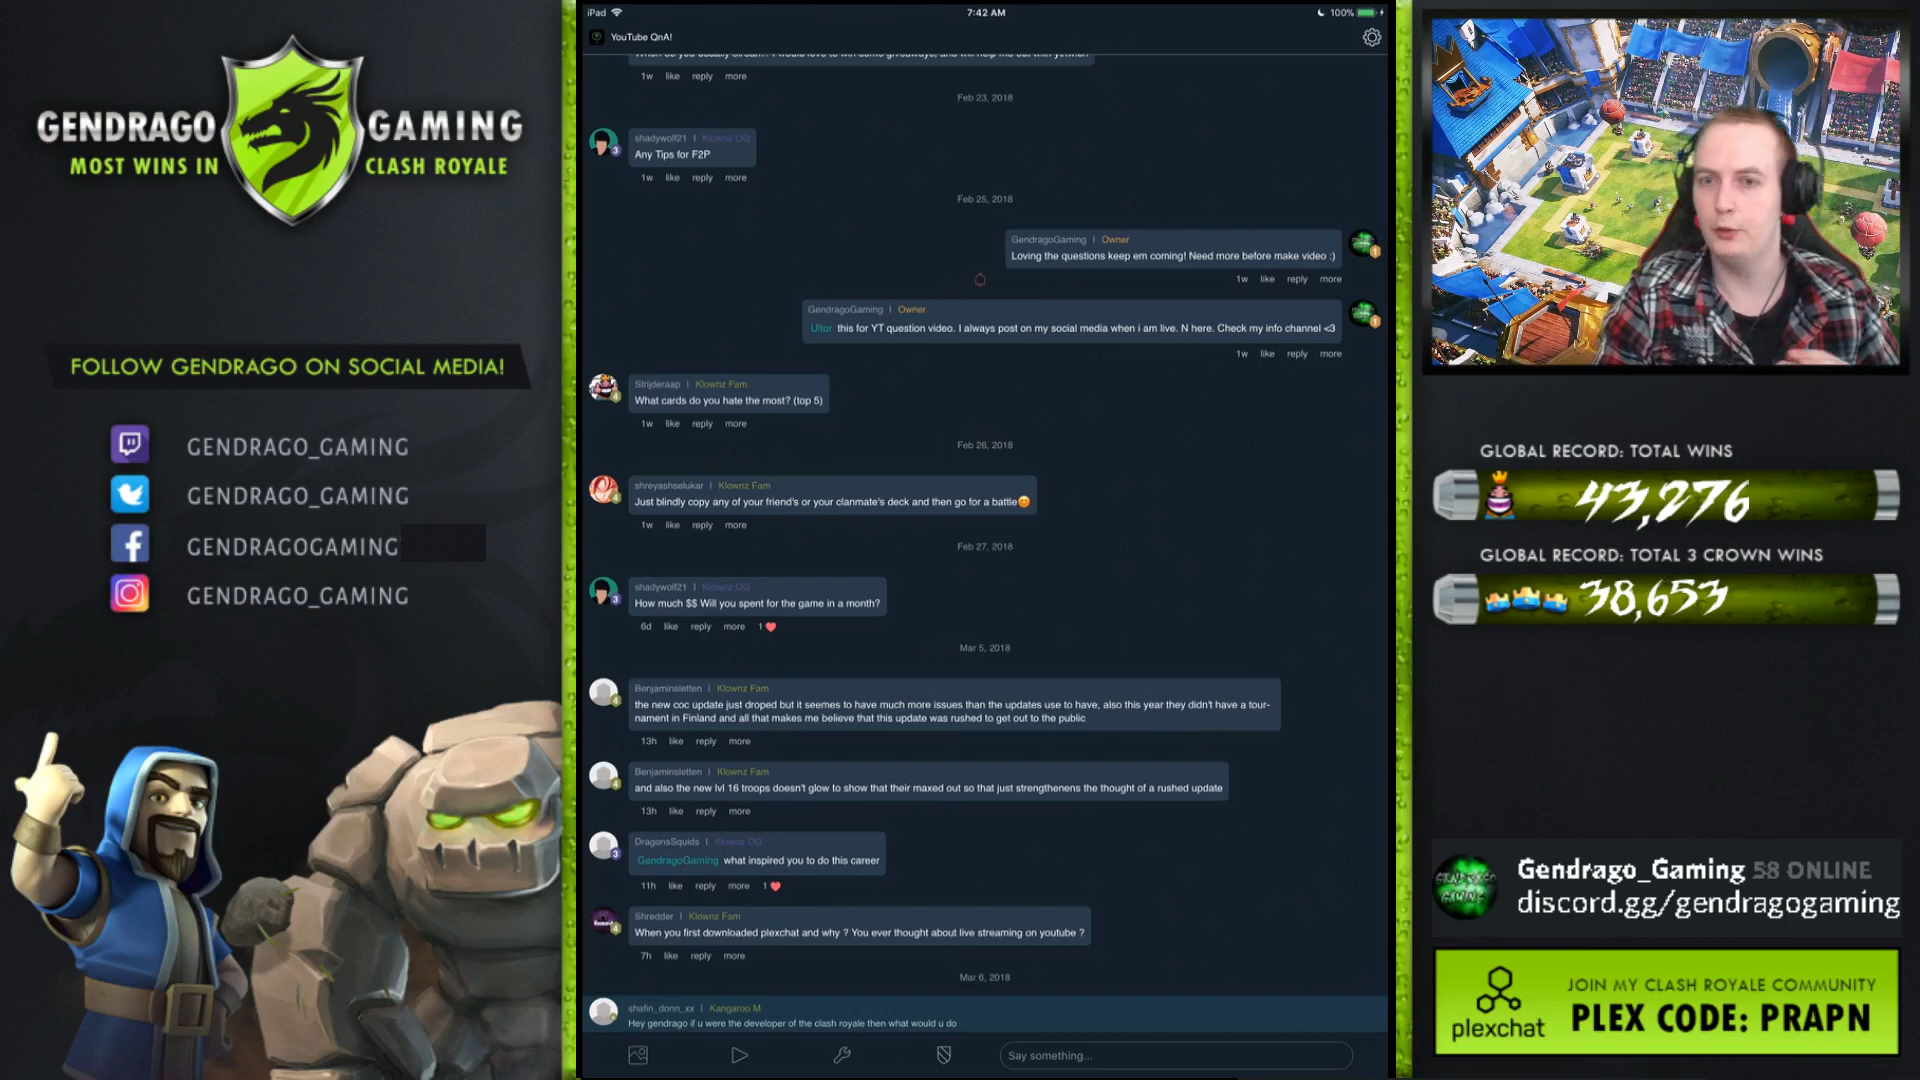 GENDRAGO GAMING
MOST WINS IN CLASH ROYALE
FOLLOW GENDRAGO ON SOCIAL MEDIA!
GENDRAGO_GAMING
GENDRAGO_GAMING
GENDRAGOGAMING
GENDRAGO_GAMING
iPad 7:42 AM 100%
YouTube QnA!
1w like reply more
Feb 23, 2018
shadywolf21 | Klownz OG
Any Tips for F2P
1w like reply more
Feb 25, 2018
GendragoGaming | Owner
Loving the questions keep em coming! Need more before make video :)
1w like reply more
GendragoGaming | Owner
Ultor this for YT question video. I always post on my social media when i am live. N here. Check my info channel <3
1w like reply more
Strijderaap | Klownz Fam
What cards do you hate the most? (top 5)
1w like reply more
Feb 26, 2018
shreyashselukar | Klownz Fam
Just blindly copy any of your friend's or your clanmate's deck and then go for a battle😊
1w like reply more
Feb 27, 2018
shadywolf21 | Klownz OG
How much $$ Will you spent for the game in a month?
6d like reply more 1
Mar 5, 2018
Benjaminsletten | Klownz Fam
the new coc update just droped but it seemes to have much more issues than the updates use to have, also this year they didn't have a tour-
nament in Finland and all that makes me believe that this update was rushed to get out to the public
13h like reply more
Benjaminsletten | Klownz Fam
and also the new lvl 16 troops doesn't glow to show that their maxed out so that just strengthenens the thought of a rushed update
13h like reply more
DragonsSquids | Klownz OG
GendragoGaming what inspired you to do this career
11h like reply more 1
Shredder | Klownz Fam
When you first downloaded plexchat and why ? You ever thought about live streaming on youtube ?
7h like reply more
Mar 6, 2018
shafin_donn_xx | Kangaroo M
Hey gendrago if u were the developer of the clash royale then what would u do
Say something...
GLOBAL RECORD: TOTAL WINS
43,276
GLOBAL RECORD: TOTAL 3 CROWN WINS
38,653
Gendrago_Gaming 58 ONLINE
discord.gg/gendragogaming
plexchat
JOIN MY CLASH ROYALE COMMUNITY
PLEX CODE: PRAPN